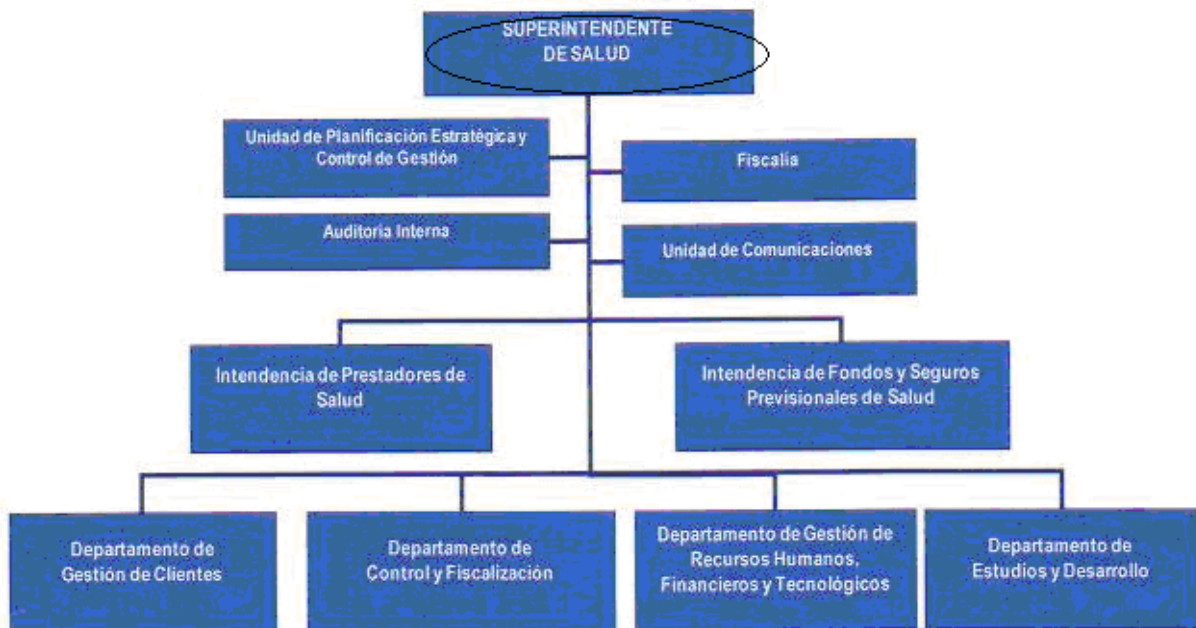 SUPERINTENDENTE
DE SALUD
Unidad de Planificación Estratégica y
Control de Gestión
Fiscalía
Auditoria Interna
Unidad de Comunicaciones
Intendencia de Prestadores de
Salud
Intendencia de Fondos y Seguros
Previsionales de Salud
Departamento de
Gestión de Clientes
Departamento de
Control y Fiscalización
Departamento de Gestión de
Recursos Humanos,
Financieros y Tecnológicos
Departamento de
Estudios y Desarrollo